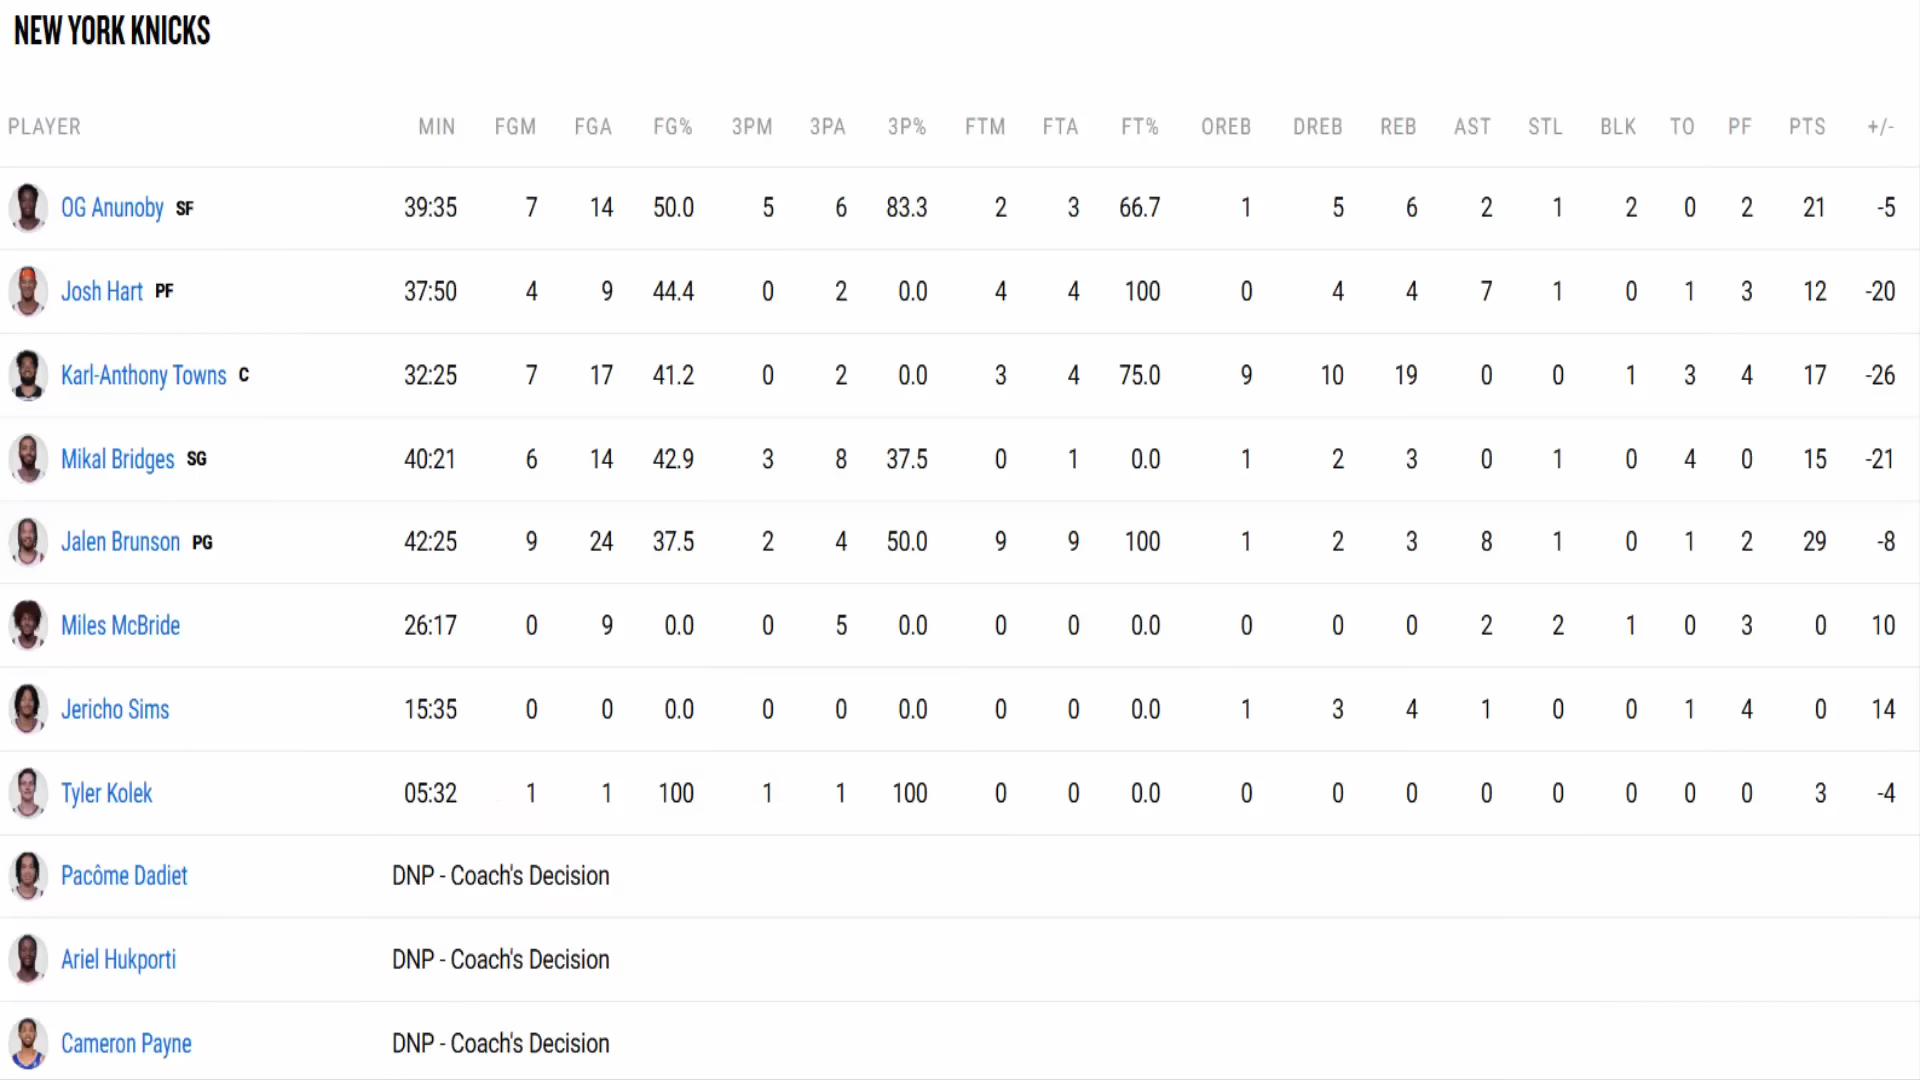 NEW YORK KNICKS
PLAYER MIN FGM FGA FG% 3PM 3PA 3P% FTM FTA FT% OREB DREB REB AST STL BLK TO PF PTS +/-
OG Anunoby SF 39:35 7 14 50.0 5 6 83.3 2 3 66.7 1 5 6 2 1 2 0 2 21 -5
Josh Hart PF 37:50 4 9 44.4 0 2 0.0 4 4 100 0 4 4 7 1 0 1 3 12 -20
Karl-Anthony Towns C 32:25 7 17 41.2 0 2 0.0 3 4 75.0 9 10 19 0 0 1 3 4 17 -26
Mikal Bridges SG 40:21 6 14 42.9 3 8 37.5 0 1 0.0 1 2 3 0 1 0 4 0 15 -21
Jalen Brunson PG 42:25 9 24 37.5 2 4 50.0 9 9 100 1 2 3 8 1 0 1 2 29 -8
Miles McBride 26:17 0 9 0.0 0 5 0.0 0 0 0.0 0 0 0 2 2 1 0 3 0 10
Jericho Sims 15:35 0 0 0.0 0 0 0.0 0 0 0.0 1 3 4 1 0 0 1 4 0 14
Tyler Kolek 05:32 1 1 100 1 1 100 0 0 0.0 0 0 0 0 0 0 0 0 3 -4
Pacôme Dadiet DNP - Coach's Decision
Ariel Hukporti DNP - Coach's Decision
Cameron Payne DNP - Coach's Decision